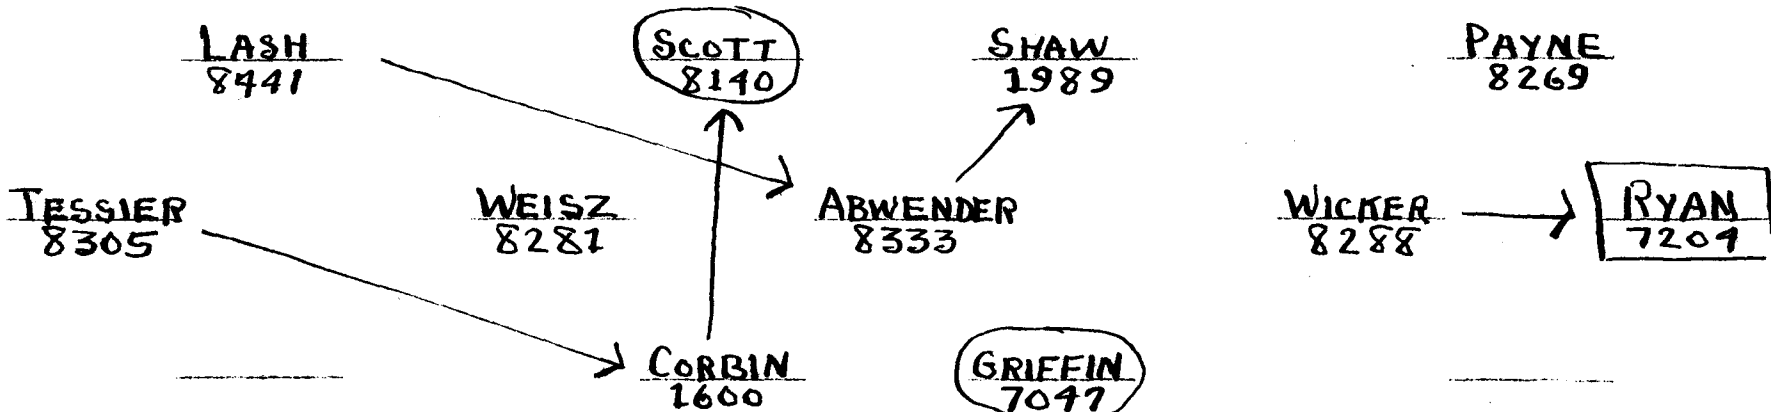 LASH SCOTT SHAW PAYNE
8441 8140 1989 8269
TESSIER WEISZ ABWENDER WICKER RYAN
8305 8281 8333 8288 7204
CORBIN GRIFFIN
1600 7047